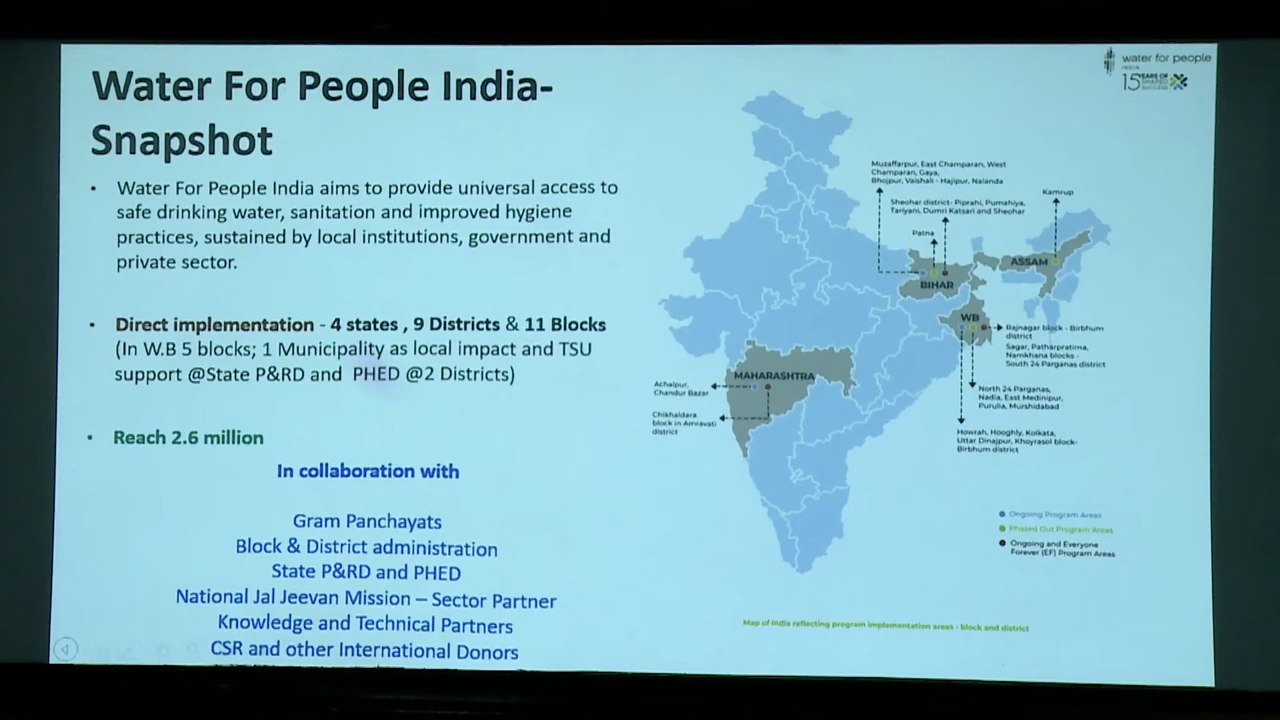 Water For People India-
Snapshot
• Water For People India aims to provide universal access to
safe drinking water, sanitation and improved hygiene
practices, sustained by local institutions, government and
private sector.
• Direct implementation - 4 states , 9 Districts & 11 Blocks
(In W.B 5 blocks; 1 Municipality as local impact and TSU
support @State P&RD and PHED @2 Districts)
• Reach 2.6 million
In collaboration with
Gram Panchayats
Block & District administration
State P&RD and PHED
National Jal Jeevan Mission – Sector Partner
Knowledge and Technical Partners
CSR and other International Donors
water for people
INDIA
15 YEARS OF
SHARED
SUCCESS
Muzaffarpur, East Champaran, West
Champaran, Gaya,
Bhojpur, Vaishali - Hajipur, Nalanda
Sheohar district- Piprahi, Purnahiya,
Tariyani, Dumri Katsari and Sheohar
Patna
Kamrup
ASSAM
BIHAR
WB
Rajnagar block - Birbhum
district
Sagar, Patharpratima,
Namkhana blocks -
South 24 Parganas district
North 24 Parganas,
Nadia, East Medinipur,
Purulia, Murshidabad
Howrah, Hooghly, Kolkata,
Uttar Dinajpur, Khoyrasol block-
Birbhum district
MAHARASHTRA
Achalpur,
Chandur Bazar
Chikhaldara
block in Amravati
district
Ongoing Program Areas
Phased Out Program Areas
Ongoing and Everyone
Forever (EF) Program Areas
Map of India reflecting program implementation areas - block and district